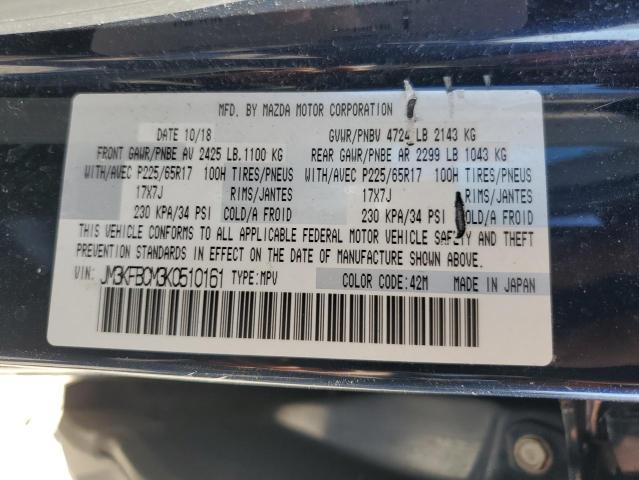 MFD. BY MAZDA MOTOR CORPORATION
DATE 10/18 GVWR/PNBV 4724 LB 2143 KG
FRONT GAWR/PNBE AV 2425 LB.1100 KG REAR GAWR/PNBE AR 2299 LB 1043 KG
WITH/AVEC P225/65R17 100H TIRES/PNEUS WITH/AVEC P225/65R17 100H TIRES/PNEUS
17X7J RIMS/JANTES 17X7J RIMS/JANTES
230 KPA/34 PSI COLD/A FROID 230 KPA/34 PSI COLD/A FROID
THIS VEHICLE CONFORMS TO ALL APPLICABLE FEDERAL MOTOR VEHICLE SAFETY AND THEFT
PREVENTION STANDARDS IN EFFECT ON THE DATE OF MANUFACTURE SHOWN ABOVE.
VIN: JM3KFBCM3K0510161 TYPE:MPV COLOR CODE:42M MADE IN JAPAN